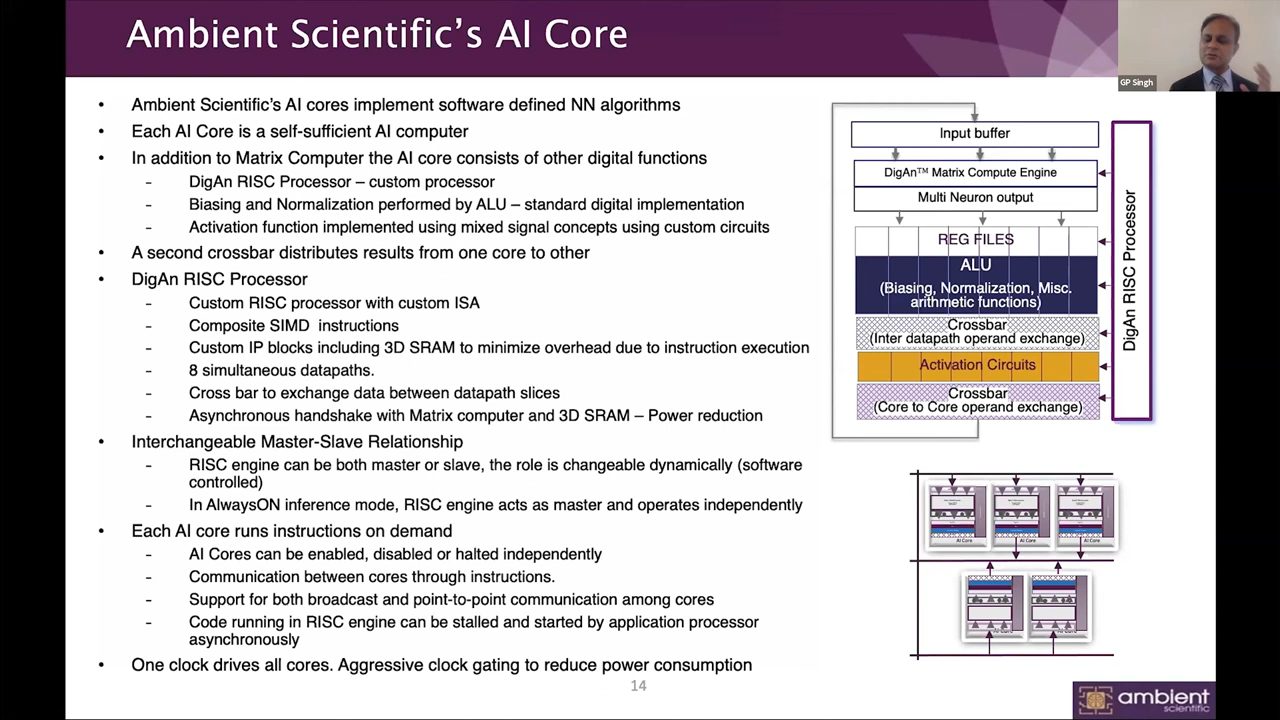 Ambient Scientific's AI Core
GP Singh
• Ambient Scientific's AI cores implement software defined NN algorithms
• Each AI Core is a self-sufficient AI computer
• In addition to Matrix Computer the AI core consists of other digital functions
- DigAn RISC Processor – custom processor
- Biasing and Normalization performed by ALU – standard digital implementation
- Activation function implemented using mixed signal concepts using custom circuits
• A second crossbar distributes results from one core to other
• DigAn RISC Processor
- Custom RISC processor with custom ISA
- Composite SIMD instructions
- Custom IP blocks including 3D SRAM to minimize overhead due to instruction execution
- 8 simultaneous datapaths.
- Cross bar to exchange data between datapath slices
- Asynchronous handshake with Matrix computer and 3D SRAM – Power reduction
• Interchangeable Master-Slave Relationship
- RISC engine can be both master or slave, the role is changeable dynamically (software
controlled)
- In AlwaysON inference mode, RISC engine acts as master and operates independently
• Each AI core runs instructions on demand
- AI Cores can be enabled, disabled or halted independently
- Communication between cores through instructions.
- Support for both broadcast and point-to-point communication among cores
- Code running in RISC engine can be stalled and started by application processor
asynchronously
• One clock drives all cores. Aggressive clock gating to reduce power consumption
Input buffer
DigAn™ Matrix Compute Engine
Multi Neuron output
REG FILES
ALU
(Biasing, Normalization, Misc.
arithmetic functions)
Crossbar
(Inter datapath operand exchange)
Activation Circuits
Crossbar
(Core to Core operand exchange)
DigAn RISC Processor
AI Core
AI Core
AI Core
AI Core
AI Core
14
ambient
scientific